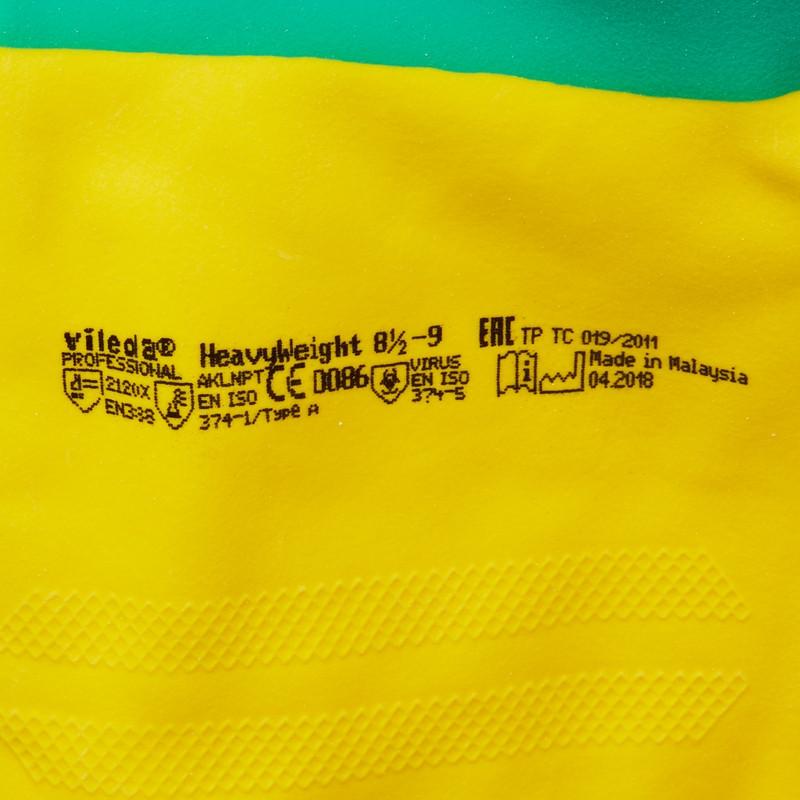 vileda®
PROFESSIONAL
HeavyWeight 8½-9
2120X
EN388
AKLNPT
EN ISO
374-1/Type A
CE 0086
VIRUS
EN ISO
374-5
EAC TP TC 019/2011
i
Made in Malaysia
04.2018